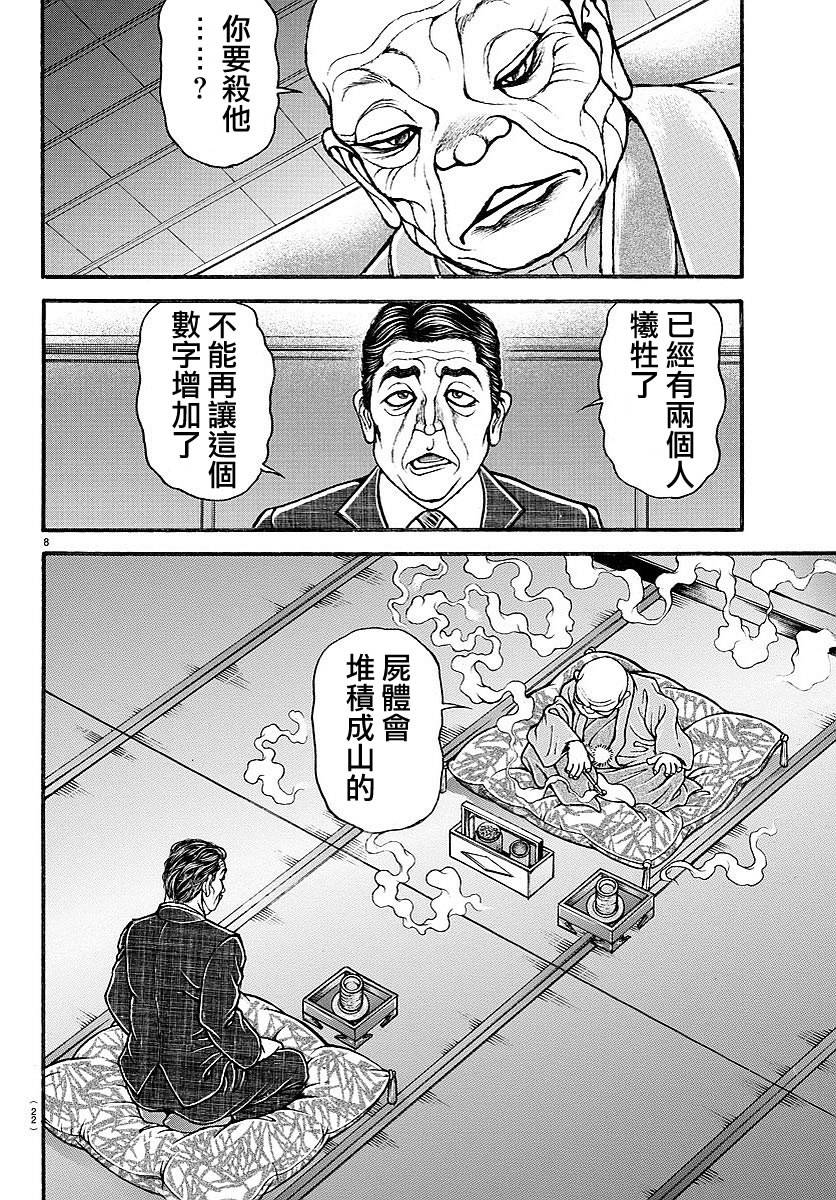 你要殺他
……?
已經有兩個人
犧牲了
不能再讓這個
數字增加了
8
屍體會
堆積成山的
(22)